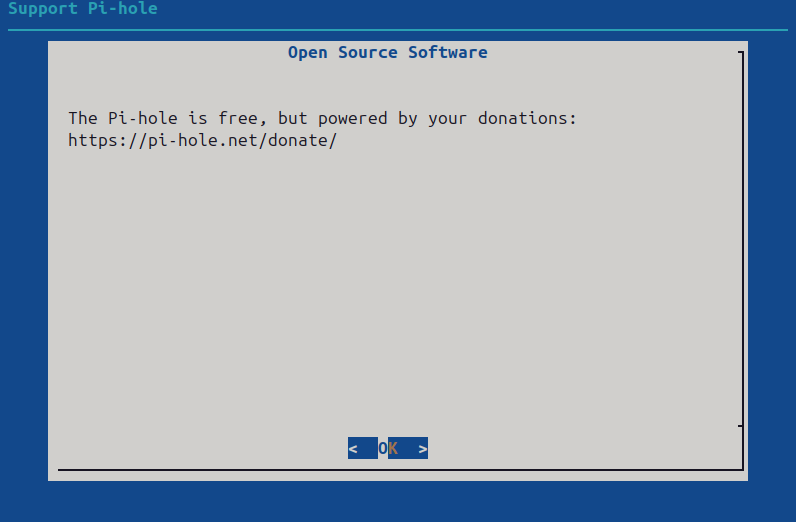 Support Pi-hole
Open Source Software
The Pi-hole is free, but powered by your donations:
https://pi-hole.net/donate/
<  OK  >